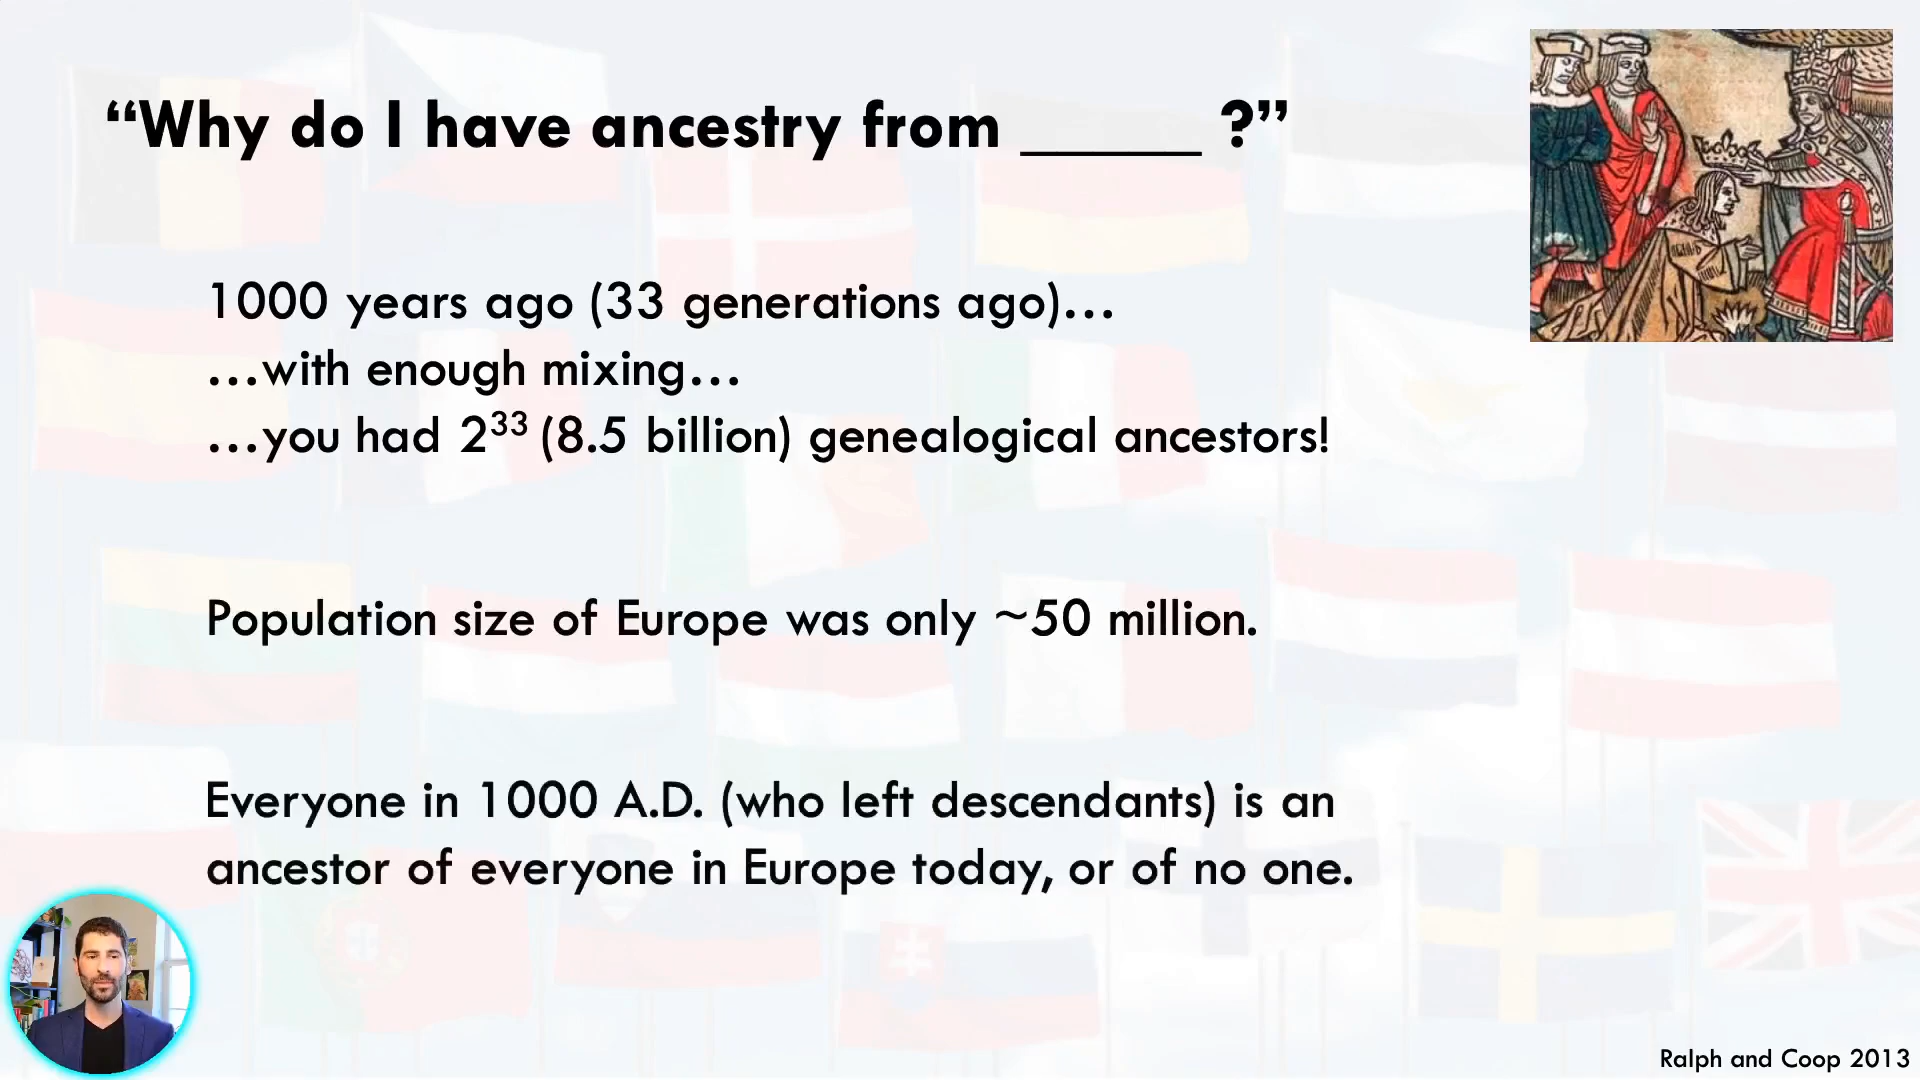 “Why do I have ancestry from ______ ?”
1000 years ago (33 generations ago)…
…with enough mixing…
…you had 2³³ (8.5 billion) genealogical ancestors!
Population size of Europe was only ~50 million.
Everyone in 1000 A.D. (who left descendants) is an
ancestor of everyone in Europe today, or of no one.
Ralph and Coop 2013